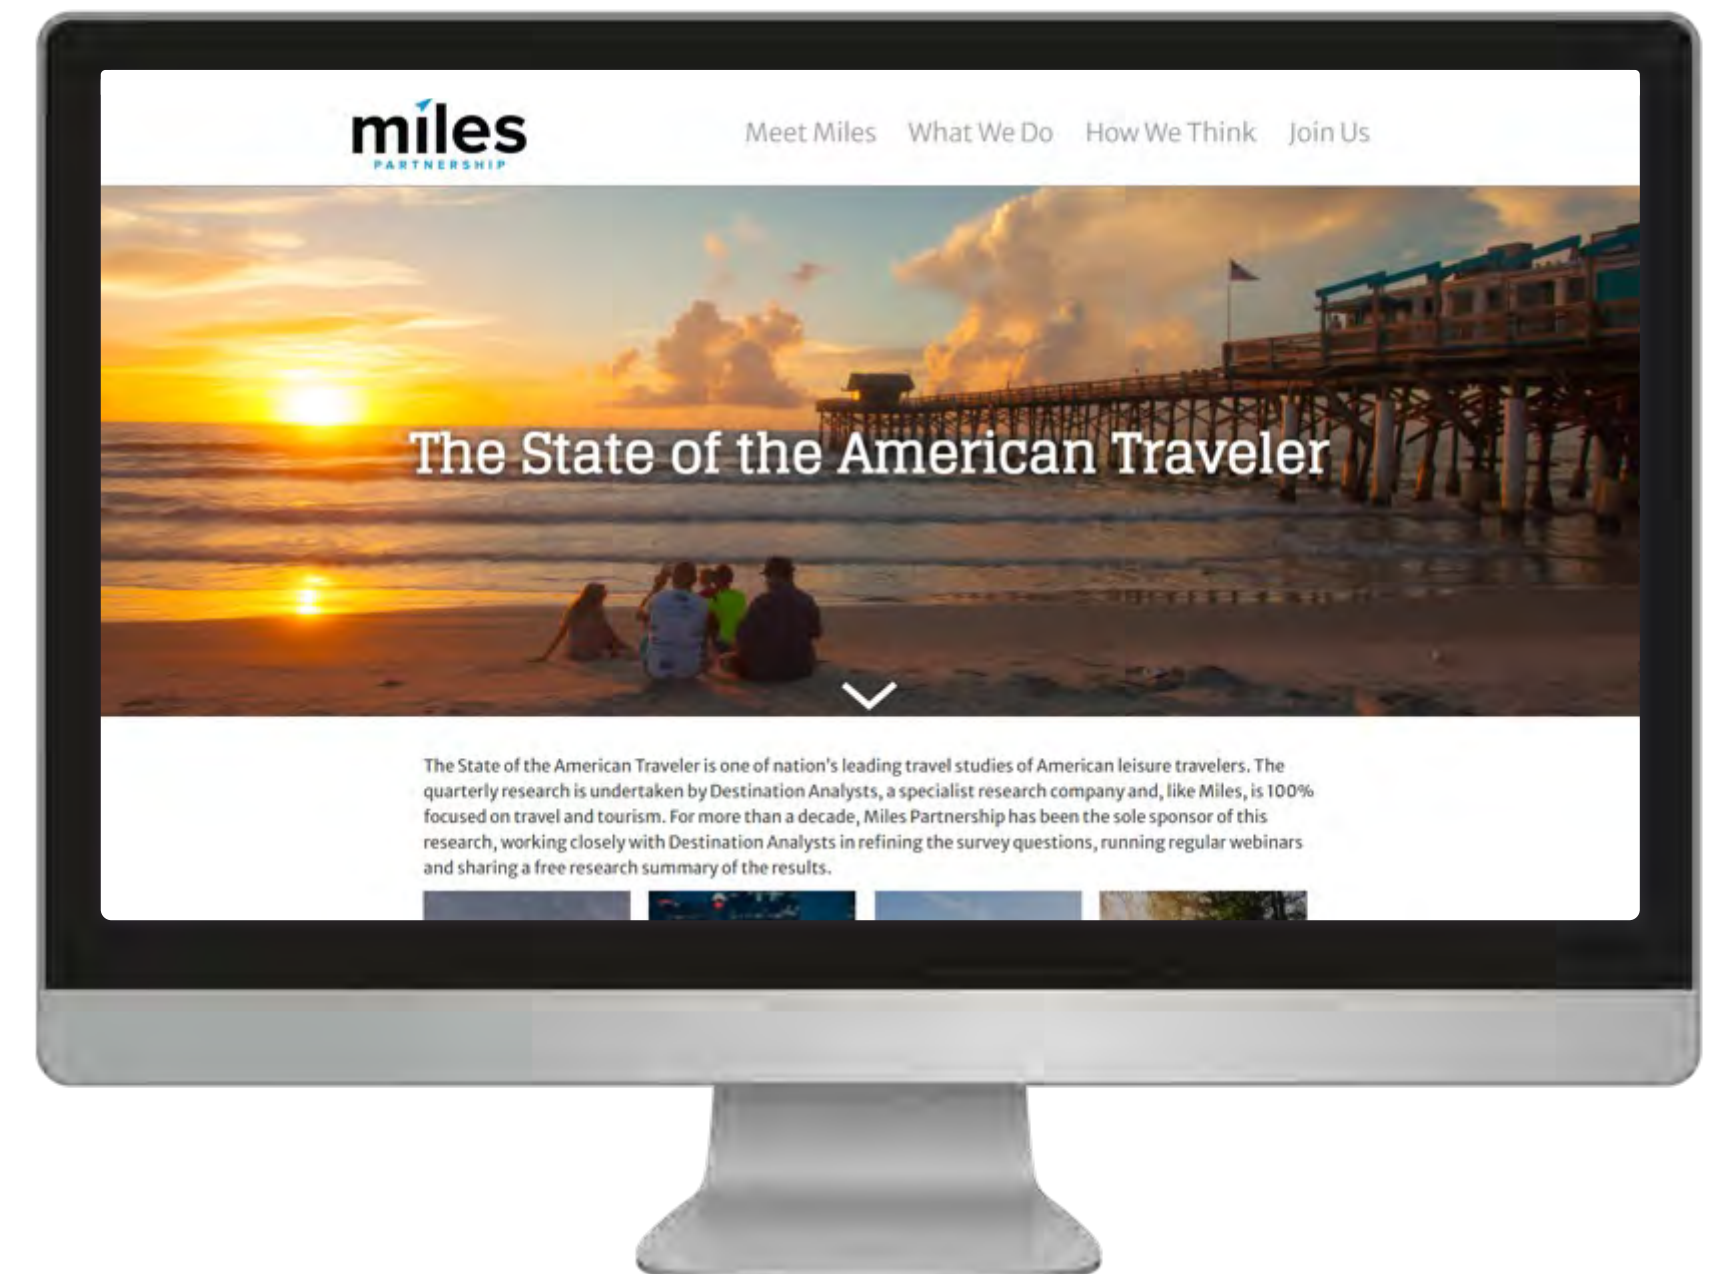 miles
PARTNERSHIP
Meet Miles What We Do How We Think Join Us
The State of the American Traveler
The State of the American Traveler is one of nation's leading travel studies of American leisure travelers. The
quarterly research is undertaken by Destination Analysts, a specialist research company and, like Miles, is 100%
focused on travel and tourism. For more than a decade, Miles Partnership has been the sole sponsor of this
research, working closely with Destination Analysts in refining the survey questions, running regular webinars
and sharing a free research summary of the results.